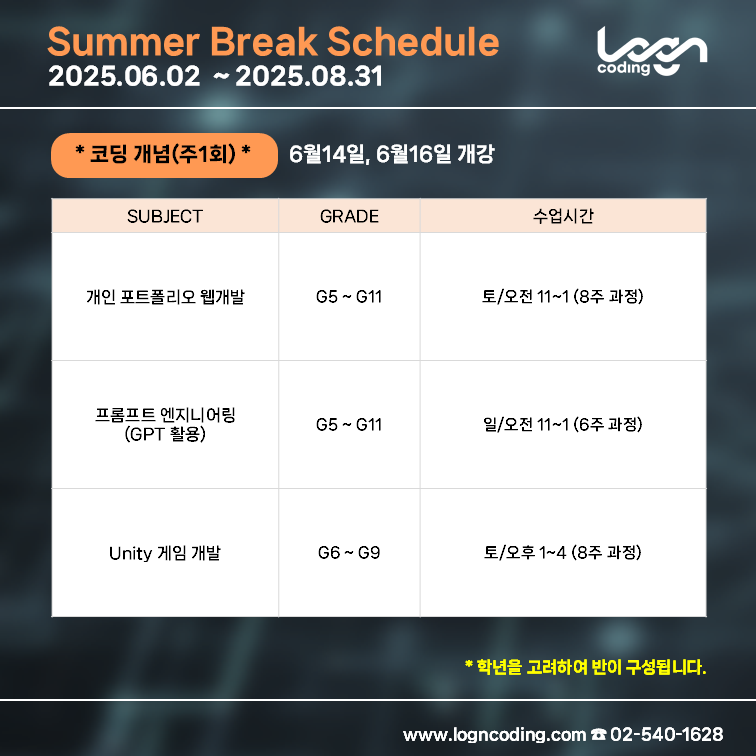 Summer Break Schedule
2025.06.02 ~ 2025.08.31
Logn
coding
* 코딩 개념(주1회) *
6월14일, 6월16일 개강
SUBJECT GRADE 수업시간
개인 포트폴리오 웹개발 G5 ~ G11 토/오전 11~1 (8주 과정)
프롬프트 엔지니어링
(GPT 활용)
G5 ~ G11 일/오전 11~1 (6주 과정)
Unity 게임 개발 G6 ~ G9 토/오후 1~4 (8주 과정)
* 학년을 고려하여 반이 구성됩니다.
www.logncoding.com ☎ 02-540-1628